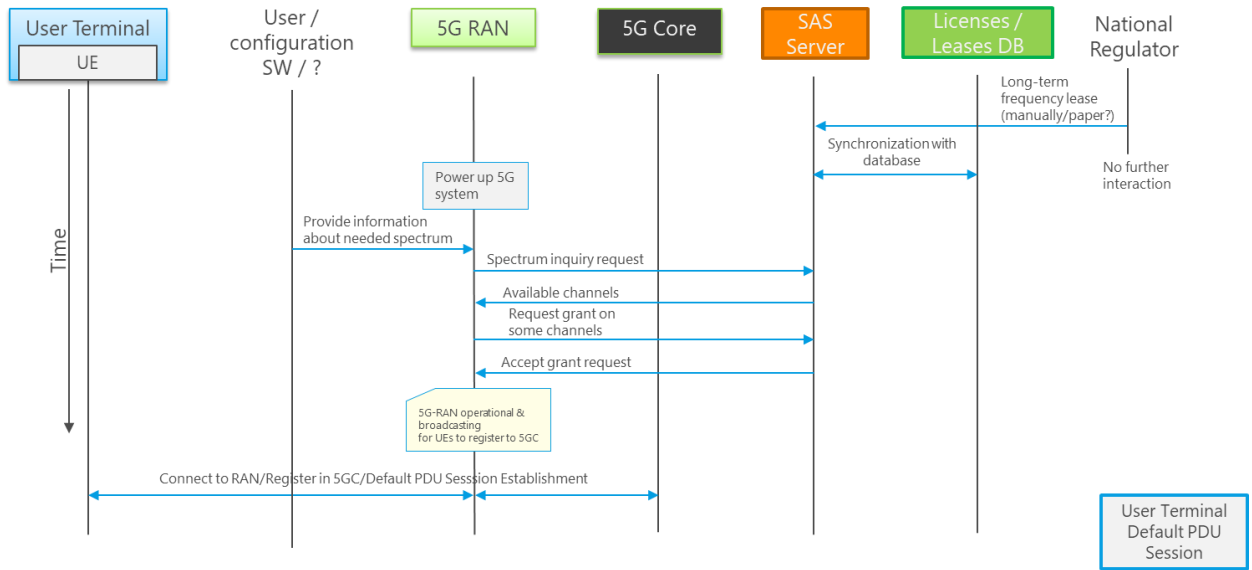 User Terminal
UE
User /
configuration
SW / ?
5G RAN
5G Core
SAS
Server
Licenses /
Leases DB
National
Regulator
Long-term
frequency lease
(manually/paper?)
Synchronization with
database
No further
interaction
Power up 5G
system
Provide information
about needed spectrum
Time
Spectrum inquiry request
Available channels
Request grant on
some channels
Accept grant request
5G-RAN operational &
broadcasting
for UEs to register to 5GC
Connect to RAN/Register in 5GC/Default PDU Sesssion Establishment
User Terminal
Default PDU
Session